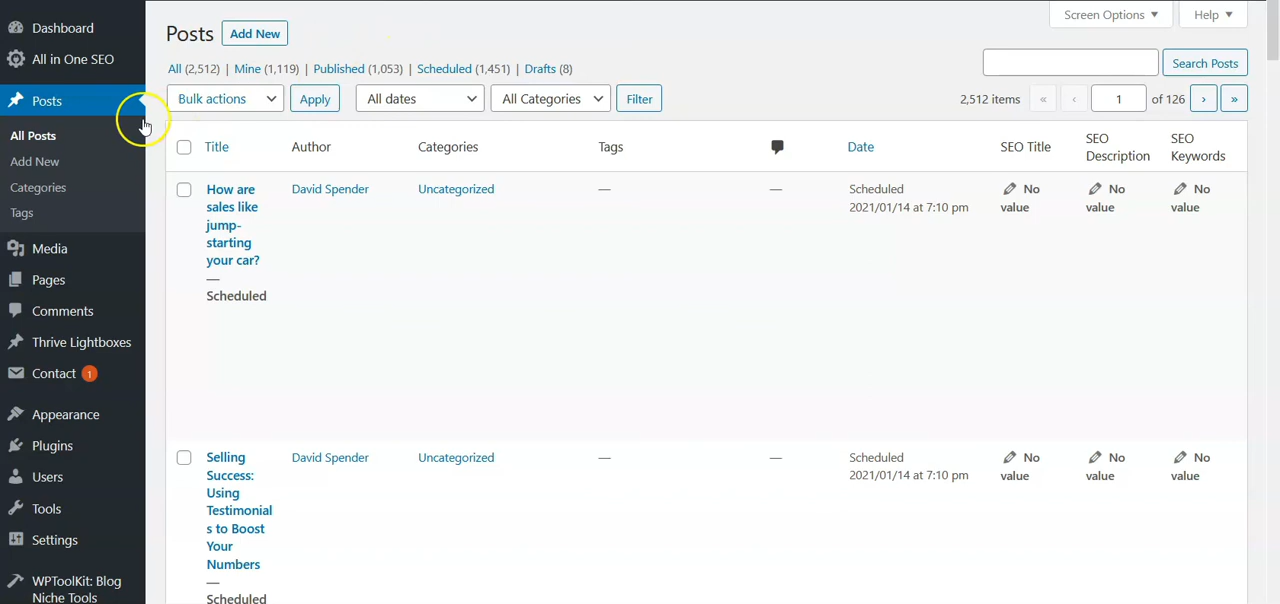 Dashboard
All in One SEO
Posts
All Posts
Add New
Categories
Tags
Media
Pages
Comments
Thrive Lightboxes
Contact 1
Appearance
Plugins
Users
Tools
Settings
WPToolKit: Blog
Niche Tools
Screen Options ▼ Help ▼
Posts Add New
All (2,512) | Mine (1,119) | Published (1,053) | Scheduled (1,451) | Drafts (8)
Search Posts
Bulk actions Apply All dates All Categories Filter 2,512 items « ‹ 1 of 126 › »
Title Author Categories Tags Date SEO Title SEO Description SEO Keywords
How are
sales like
jump-
starting
your car?
—
Scheduled
David Spender
Uncategorized
—
—
Scheduled
2021/01/14 at 7:10 pm
No
value
No
value
No
value
Selling
Success:
Using
Testimonial
s to Boost
Your
Numbers
—
Scheduled
David Spender
Uncategorized
—
—
Scheduled
2021/01/14 at 7:10 pm
No
value
No
value
No
value